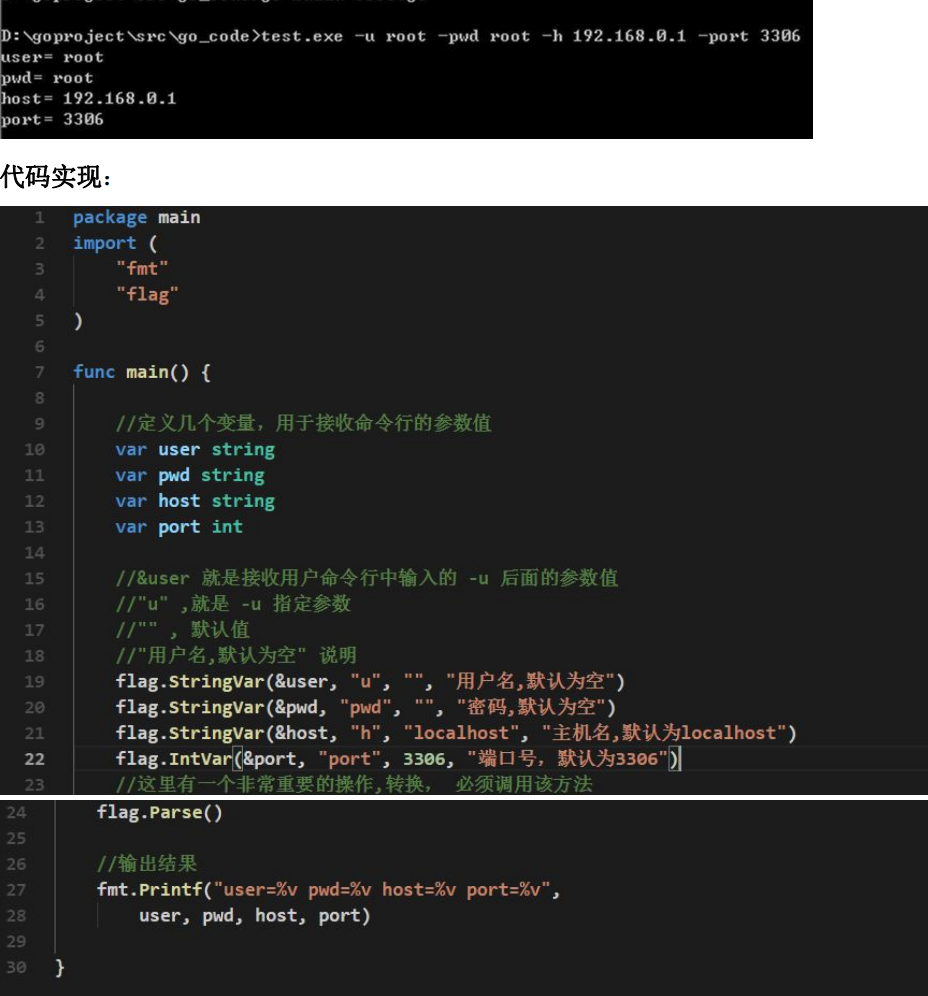 D:\goproject\src\go_code>test.exe -u root -pwd root -h 192.168.0.1 -port 3306
user= root
pwd= root
host= 192.168.0.1
port= 3306
代码实现：
1 package main
2 import (
3 "fmt"
4 "flag"
5 )
6
7 func main() {
8
9 //定义几个变量，用于接收命令行的参数值
10 var user string
11 var pwd string
12 var host string
13 var port int
14
15 //&user 就是接收用户命令行中输入的 -u 后面的参数值
16 //"u" ,就是 -u 指定参数
17 //"" , 默认值
18 //"用户名,默认为空" 说明
19 flag.StringVar(&user, "u", "", "用户名,默认为空")
20 flag.StringVar(&pwd, "pwd", "", "密码,默认为空")
21 flag.StringVar(&host, "h", "localhost", "主机名,默认为localhost")
22 flag.IntVar(&port, "port", 3306, "端口号，默认为3306")
23 //这里有一个非常重要的操作,转换， 必须调用该方法
24 flag.Parse()
25
26 //输出结果
27 fmt.Printf("user=%v pwd=%v host=%v port=%v",
28 user, pwd, host, port)
29
30 }